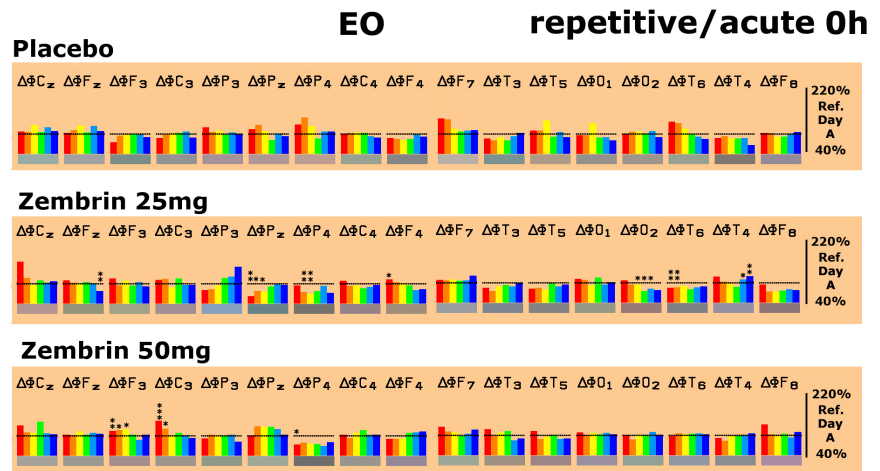 EO repetitive/acute 0h
Placebo
ΔΦCz ΔΦFz ΔΦF3 ΔΦC3 ΔΦP3 ΔΦPz ΔΦP4 ΔΦC4 ΔΦF4 ΔΦF7 ΔΦT3 ΔΦT5 ΔΦO1 ΔΦO2 ΔΦT6 ΔΦT4 ΔΦF8
220%
Ref.
Day
A
40%
Zembrin 25mg
ΔΦCz ΔΦFz ΔΦF3 ΔΦC3 ΔΦP3 ΔΦPz ΔΦP4 ΔΦC4 ΔΦF4 ΔΦF7 ΔΦT3 ΔΦT5 ΔΦO1 ΔΦO2 ΔΦT6 ΔΦT4 ΔΦF8
220%
Ref.
Day
A
40%
Zembrin 50mg
ΔΦCz ΔΦFz ΔΦF3 ΔΦC3 ΔΦP3 ΔΦPz ΔΦP4 ΔΦC4 ΔΦF4 ΔΦF7 ΔΦT3 ΔΦT5 ΔΦO1 ΔΦO2 ΔΦT6 ΔΦT4 ΔΦF8
220%
Ref.
Day
A
40%